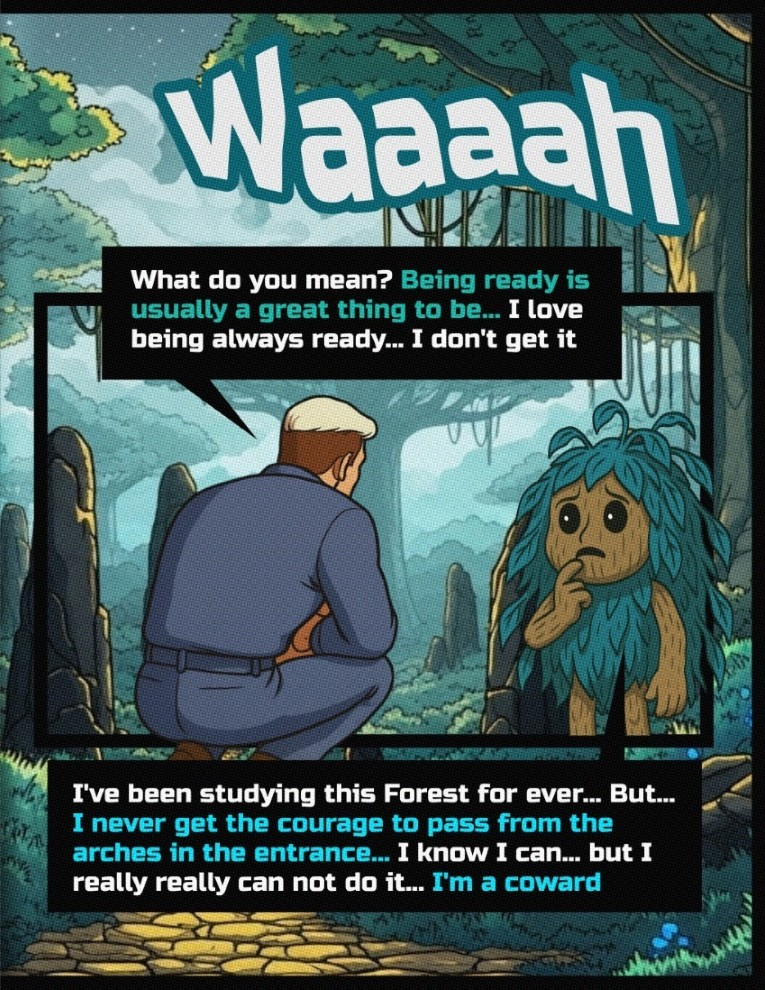 Waaaah
What do you mean? Being ready is
usually a great thing to be... I love
being always ready... I don't get it
I've been studying this Forest for ever... But...
I never get the courage to pass from the
arches in the entrance... I know I can... but I
really really can not do it... I'm a coward